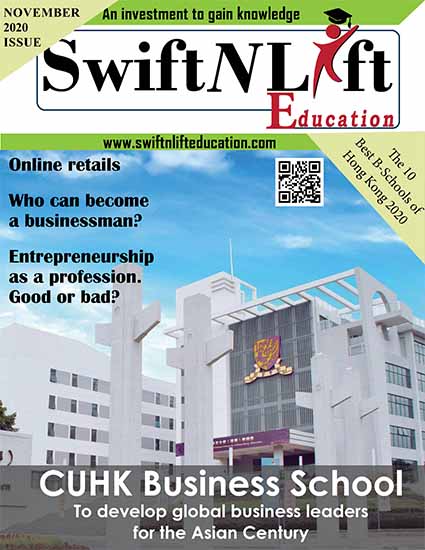 NOVEMBER
2020
ISSUE
An investment to gain knowledge
SwiftNLift
Education
www.swiftnlifteducation.com
The 10
Best B-Schools of
Hong Kong 2020
Online retails
Who can become
a businessman?
Entrepreneurship
as a profession.
Good or bad?
CUHK Business School
To develop global business leaders
for the Asian Century